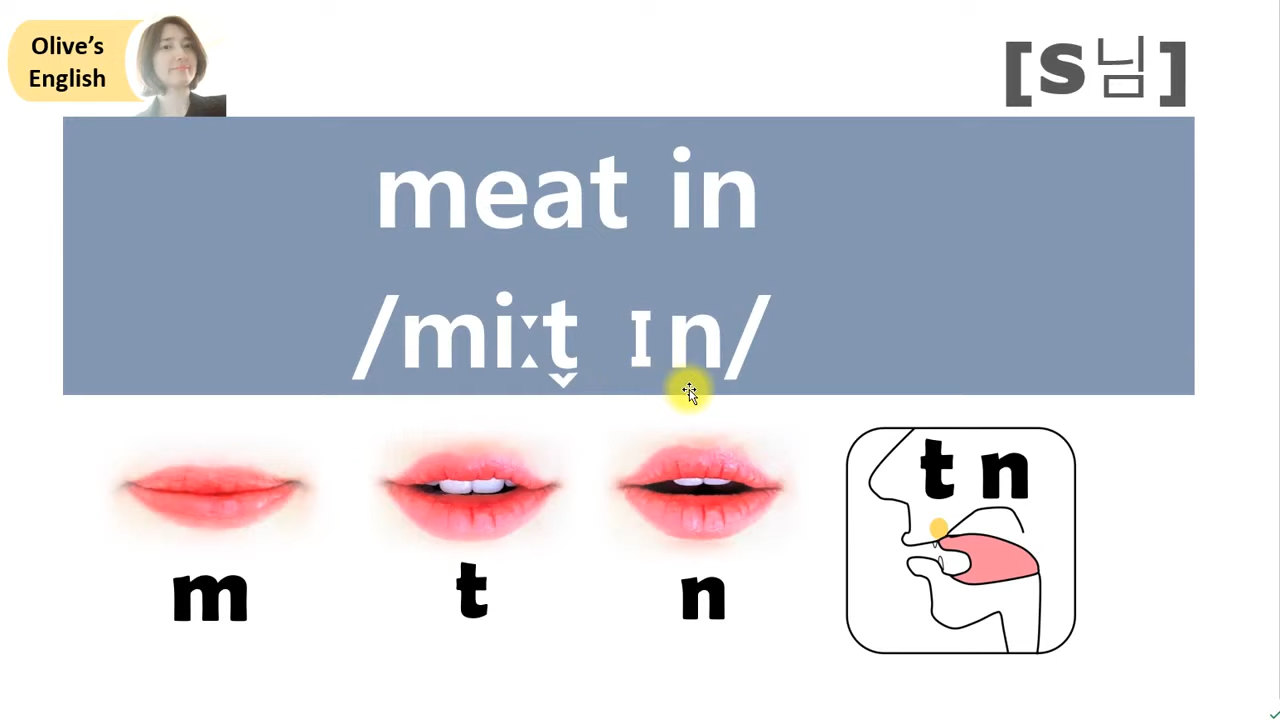 Olive’s
English
[s님]
meat in
/miːt̬ ɪn/
t n
m
t
n